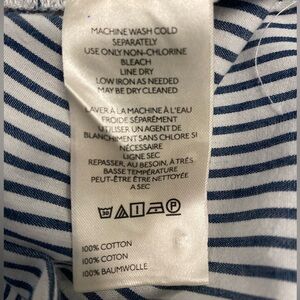 MACHINE WASH COLD
SEPARATELY
USE ONLY NON-CHLORINE
BLEACH
LINE DRY
LOW IRON AS NEEDED
MAY BE DRY CLEANED
LAVER À LA MACHINE À L'EAU
FROIDE SÉPARÉMENT
UTILISER UN AGENT DE
BLANCHIMENT SANS CHLORE SI
NÉCESSAIRE
LIGNE SEC
REPASSER, AU BESOIN, À TRÈS
BASSE TEMPÉRATURE
PEUT-ÊTRE ÊTRE NETTOYÉE
A SEC
30 P
100% COTTON
100% COTON
100% BAUMWOLLE